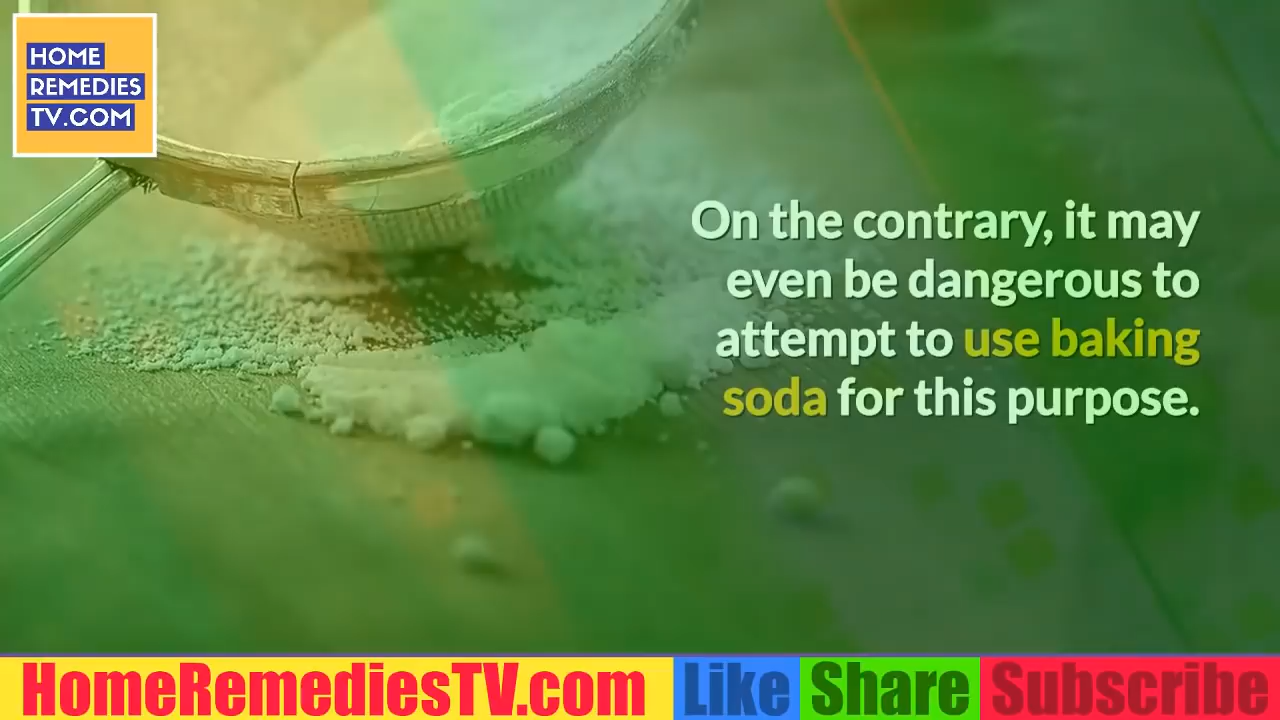 HOME
REMEDIES
TV.COM
On the contrary, it may
even be dangerous to
attempt to use baking
soda for this purpose.
HomeRemediesTV.com Like Share Subscribe